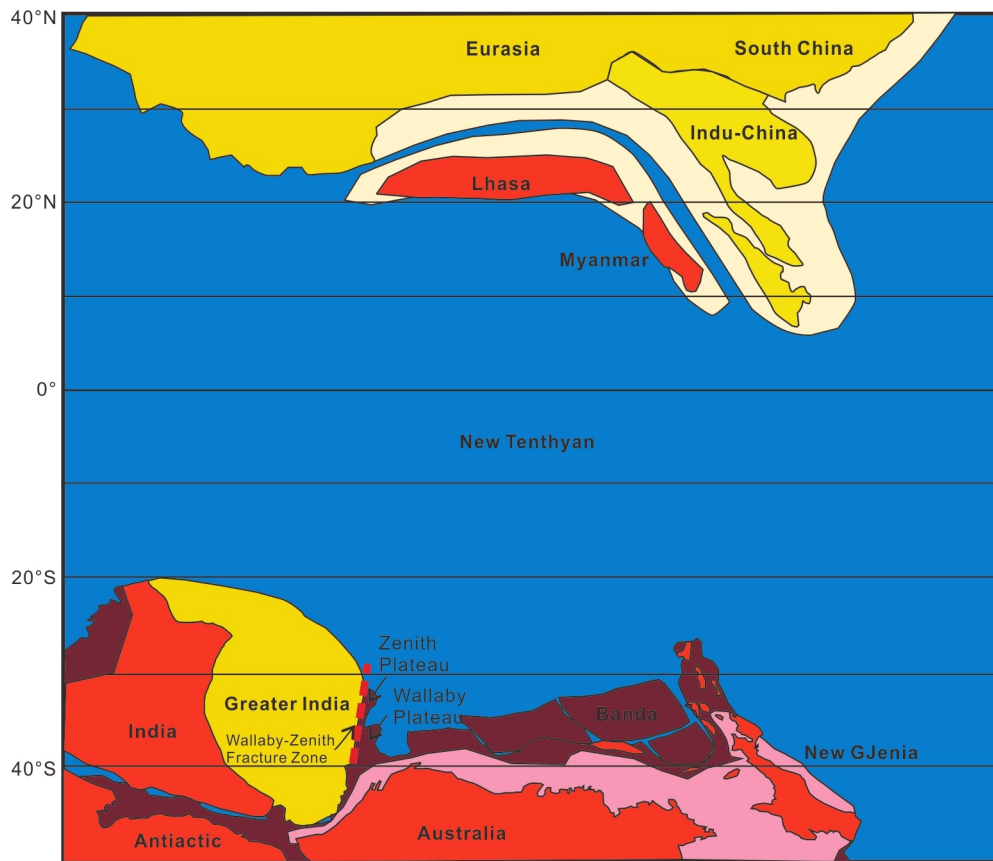 40°N
Eurasia
South China
Indu-China
Lhasa
20°N
Myanmar
0°
New Tenthyan
20°S
Zenith
Plateau
Greater India
Wallaby
Plateau
Banda
India
Wallaby-Zenith
Fracture Zone
New GJenia
40°S
Antiactic
Australia